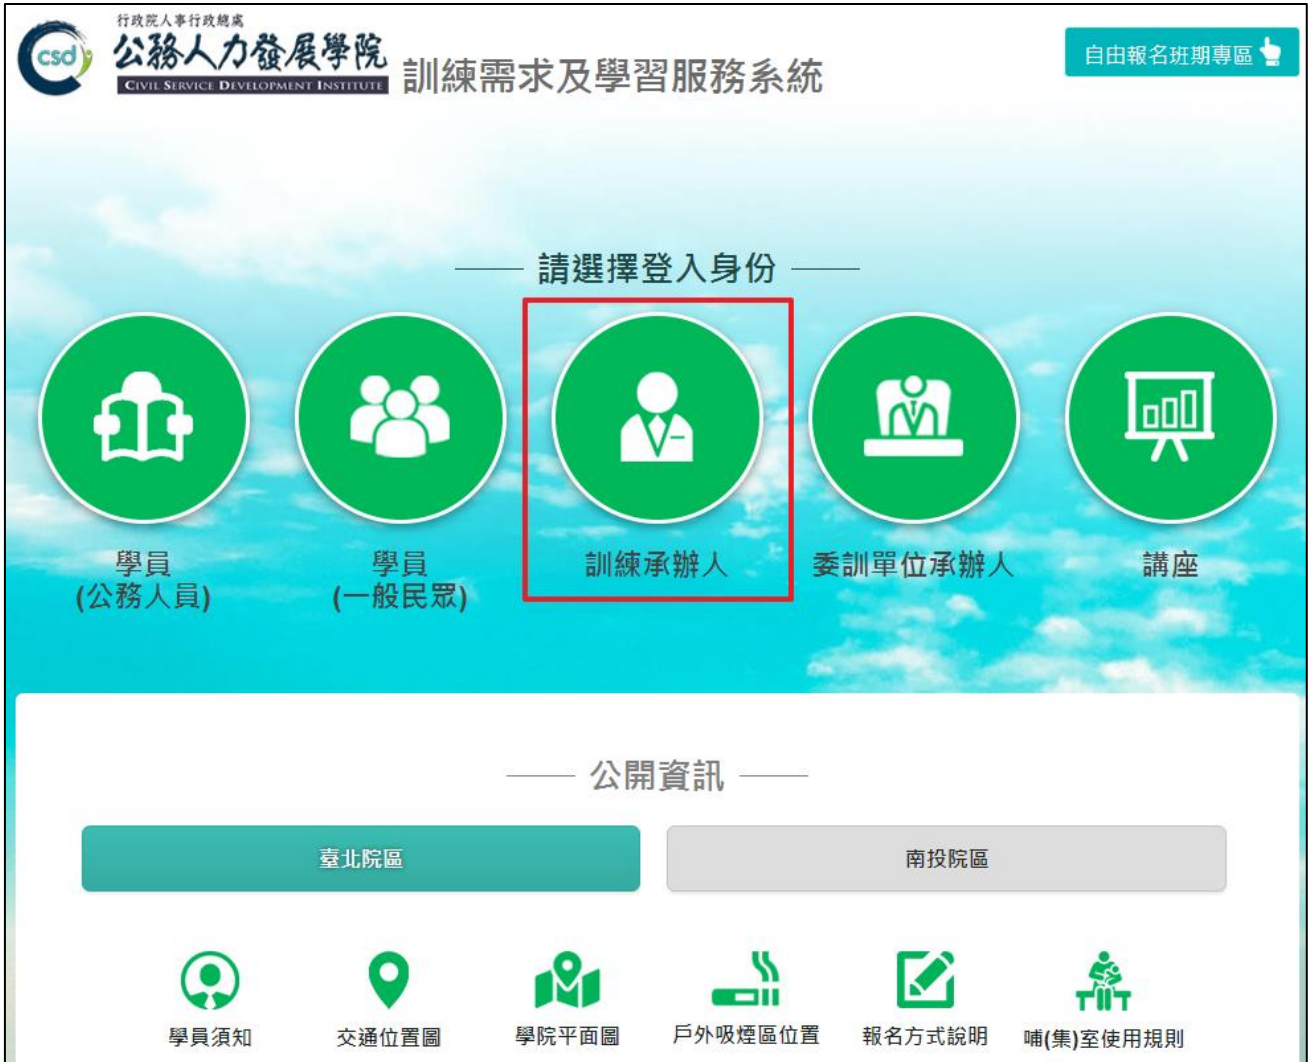 行政院人事行政總處
csd
公務人力發展學院
CIVIL SERVICE DEVELOPMENT INSTITUTE
訓練需求及學習服務系統
自由報名班期專區
請選擇登入身份
學員
(公務人員)
學員
(一般民眾)
訓練承辦人
委訓單位承辦人
講座
公開資訊
臺北院區
南投院區
學員須知
交通位置圖
學院平面圖
戶外吸煙區位置
報名方式說明
哺(集)室使用規則